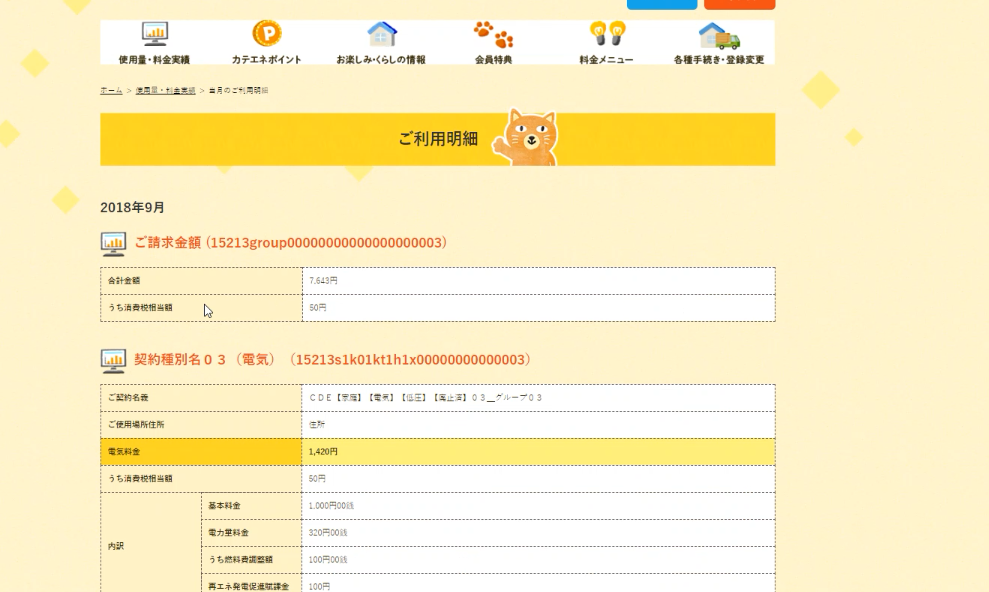 使用量・料金実績 カテエネポイント お楽しみ・くらしの情報 会員特典 料金メニュー 各種手続き・登録変更
ホーム > 使用量・料金実績 > 当月のご利用明細
ご利用明細
2018年9月
ご請求金額 (15213group00000000000000000003)
合計金額 7,643円
うち消費税相当額 50円
契約種別名０３（電気）（15213s1k01kt1h1x00000000000003）
ご契約名義 ＣＤＥ【家庭】【電気】【低圧】【廃止済】０３＿グループ０３
ご使用場所住所 住所
電気料金 1,420円
うち消費税相当額 50円
内訳 基本料金 1,000円00銭
電力量料金 320円00銭
うち燃料費調整額 100円00銭
再エネ発電促進賦課金 100円